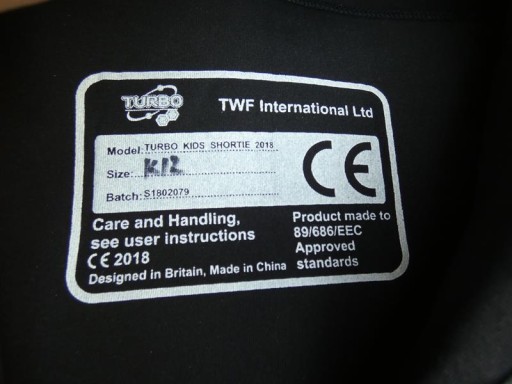 TURBO
TWF International Ltd
Model: TURBO KIDS SHORTIE 2018
Size: K12
Batch: S1802079
CE
Care and Handling,
see user instructions
CE 2018
Designed in Britain, Made in China
Product made to
89/686/EEC
Approved
standards